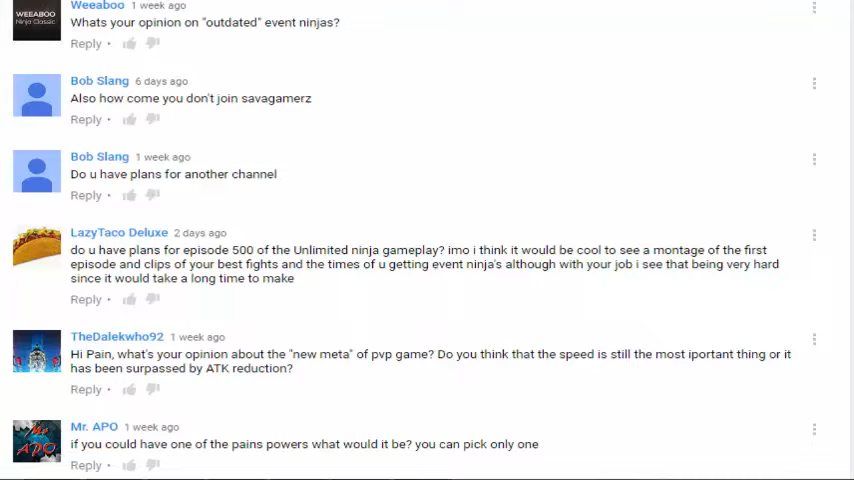 WEEABOO
Ninja Classic
Weeaboo 1 week ago
Whats your opinion on "outdated" event ninjas?
Reply •
Bob Slang 6 days ago
Also how come you don't join savagamerz
Reply •
Bob Slang 1 week ago
Do u have plans for another channel
Reply •
LazyTaco Deluxe 2 days ago
do u have plans for episode 500 of the Unlimited ninja gameplay? imo i think it would be cool to see a montage of the first
episode and clips of your best fights and the times of u getting event ninja's although with your job i see that being very hard
since it would take a long time to make
Reply •
TheDalekwho92 1 week ago
Hi Pain, what's your opinion about the "new meta" of pvp game? Do you think that the speed is still the most iportant thing or it
has been surpassed by ATK reduction?
Reply •
Mr. APO 1 week ago
Mr
APO
if you could have one of the pains powers what would it be? you can pick only one
Reply •